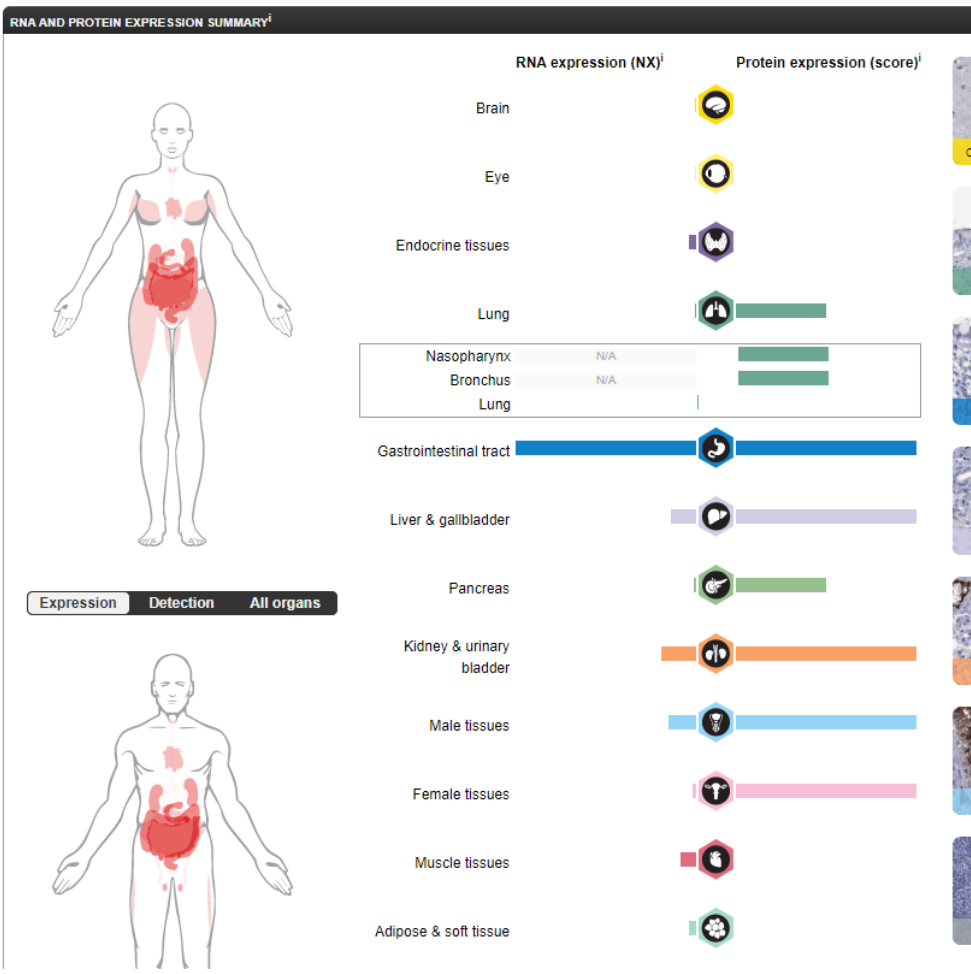 RNA AND PROTEIN EXPRESSION SUMMARYⁱ
RNA expression (NX)ⁱ Protein expression (score)ⁱ
Brain
Eye
Endocrine tissues
Lung
Nasopharynx N/A
Bronchus N/A
Lung
Gastrointestinal tract
Liver & gallbladder
Pancreas
Expression Detection All organs
Kidney & urinary
bladder
Male tissues
Female tissues
Muscle tissues
Adipose & soft tissue